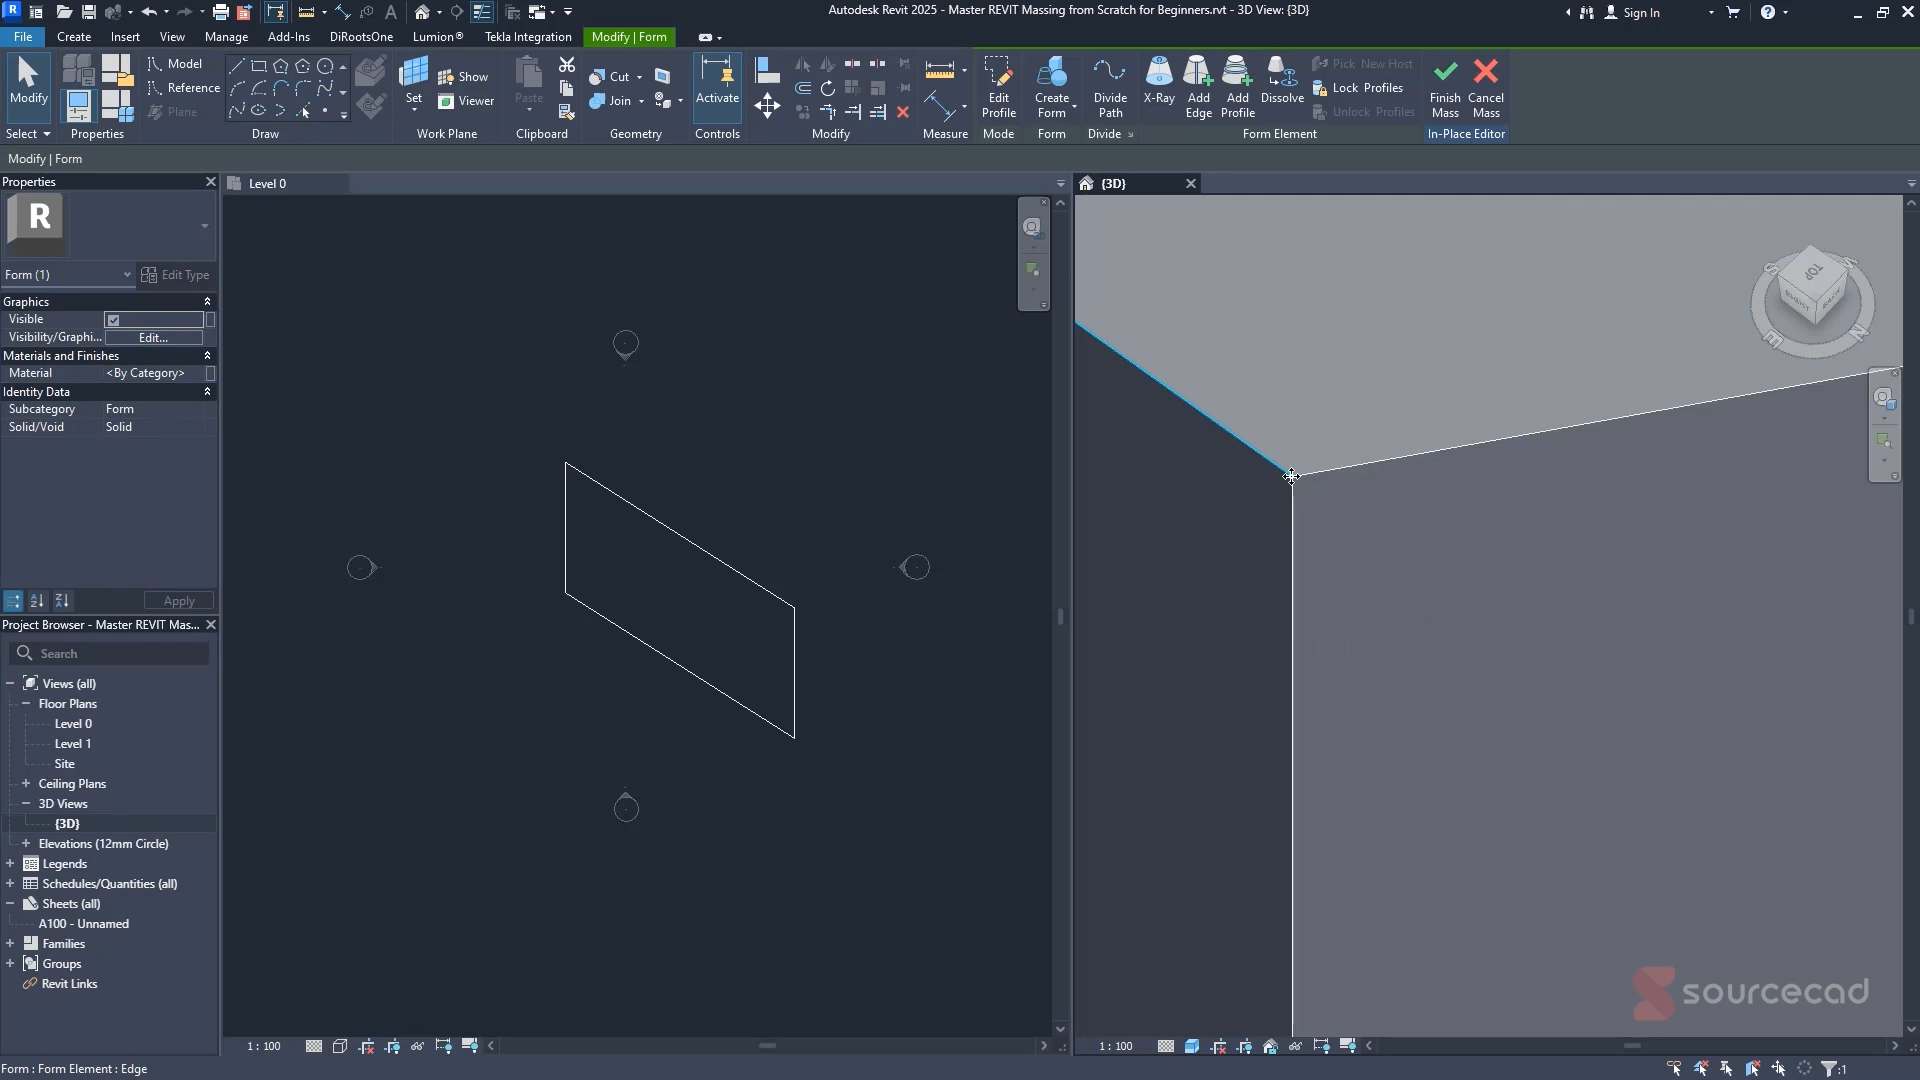 Autodesk Revit 2025 - Master REVIT Massing from Scratch for Beginners.rvt - 3D View: {3D}
Sign In
File Create Insert View Manage Add-Ins DiRootsOne Lumion® Tekla Integration Modify | Form
Modify
Model
Reference
Plane
Set
Show
Viewer
Paste
Cut
Join
Activate
Edit Profile
Create Form
Divide Path
X-Ray
Add Edge
Add Profile
Dissolve
Pick New Host
Lock Profiles
Unlock Profiles
Finish Mass
Cancel Mass
Select Properties Draw Work Plane Clipboard Geometry Controls Modify Measure Mode Form Divide Form Element In-Place Editor
Modify | Form
Properties
R
Form (1)
Edit Type
Graphics
Visible
Visibility/Graphi... Edit...
Materials and Finishes
Material <By Category>
Identity Data
Subcategory Form
Solid/Void Solid
Apply
Project Browser - Master REVIT Mas...
Search
Views (all)
Floor Plans
Level 0
Level 1
Site
Ceiling Plans
3D Views
{3D}
Elevations (12mm Circle)
Legends
Schedules/Quantities (all)
Sheets (all)
A100 - Unnamed
Families
Groups
Revit Links
Level 0
1 : 100
{3D}
TOP
RIGHT
BACK
S
E
N
sourcecad
1 : 100
Form : Form Element : Edge
:1